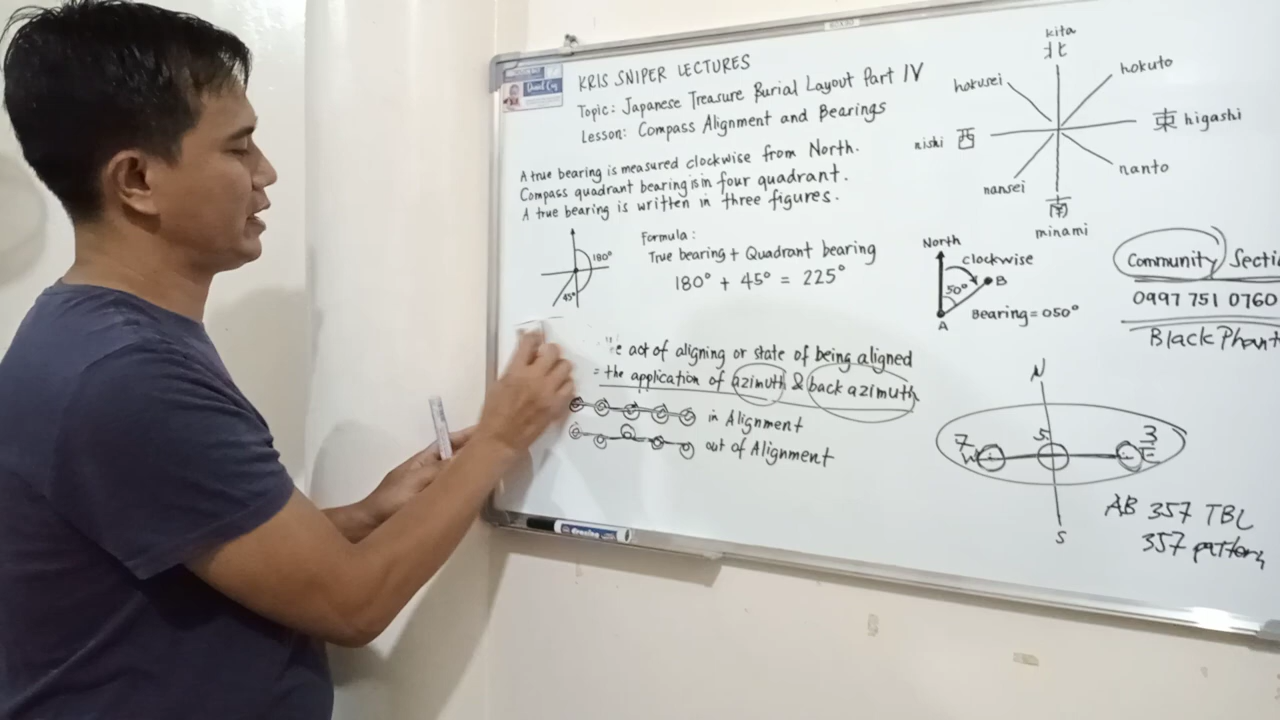 KRIS SNIPER LECTURES
Topic: Japanese Treasure Burial Layout Part IV
Lesson: Compass Alignment and Bearings
A true bearing is measured clockwise from North.
Compass quadrant bearing is in four quadrant.
A true bearing is written in three figures.
180°
45°
Formula:
True bearing + Quadrant bearing
180° + 45° = 225°
e act of aligning or state of being aligned
= the application of azimuth & back azimuth
in Alignment
out of Alignment
kita
北
hokusei
hokuto
nishi 西
東 higashi
nansei
nanto
南
minami
North
clockwise
50°
B
A
Bearing = 050°
Community Secti
0997 751 0760
Black Phant
N
7
5
3
W
E
S
AB 357 TBL
357 pattern